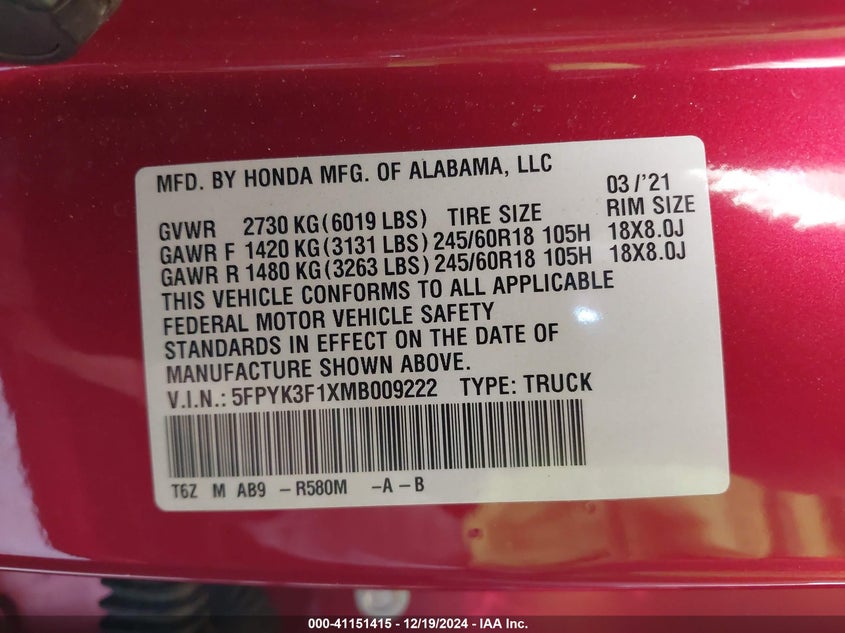 MFD. BY HONDA MFG. OF ALABAMA, LLC
03/'21
GVWR 2730 KG(6019 LBS) TIRE SIZE RIM SIZE
GAWR F 1420 KG(3131 LBS) 245/60R18 105H 18X8.0J
GAWR R 1480 KG(3263 LBS) 245/60R18 105H 18X8.0J
THIS VEHICLE CONFORMS TO ALL APPLICABLE
FEDERAL MOTOR VEHICLE SAFETY
STANDARDS IN EFFECT ON THE DATE OF
MANUFACTURE SHOWN ABOVE.
V.I.N.: 5FPYK3F1XMB009222 TYPE: TRUCK
T6Z M AB9 -R580M -A -B
000-41151415 - 12/19/2024 - IAA Inc.